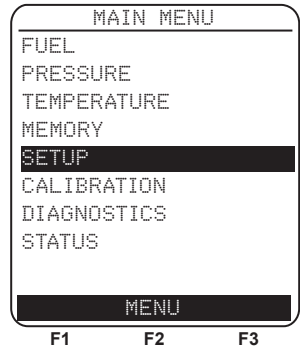 MAIN MENU
FUEL
PRESSURE
TEMPERATURE
MEMORY
SETUP
CALIBRATION
DIAGNOSTICS
STATUS
MENU
F1 F2 F3